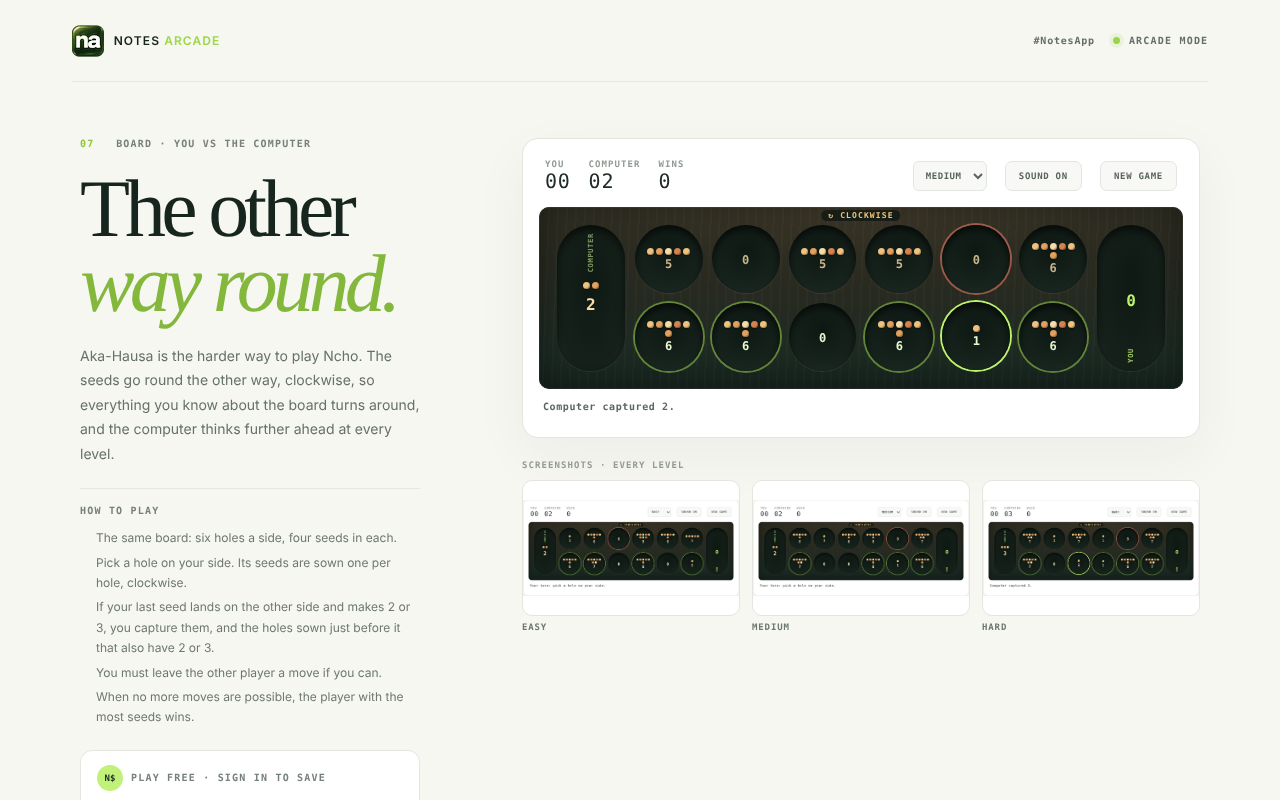 na NOTES ARCADE
#NotesApp ARCADE MODE
07 BOARD · YOU VS THE COMPUTER
The other
way round.
Aka-Hausa is the harder way to play Ncho. The
seeds go round the other way, clockwise, so
everything you know about the board turns around,
and the computer thinks further ahead at every
level.
HOW TO PLAY
The same board: six holes a side, four seeds in each.
Pick a hole on your side. Its seeds are sown one per
hole, clockwise.
If your last seed lands on the other side and makes 2 or
3, you capture them, and the holes sown just before it
that also have 2 or 3.
You must leave the other player a move if you can.
When no more moves are possible, the player with the
most seeds wins.
N$ PLAY FREE · SIGN IN TO SAVE
YOU COMPUTER WINS
00 02 0
MEDIUM SOUND ON NEW GAME
↻ CLOCKWISE
COMPUTER
2
5 0 5 5 0 6
6 6 0 6 1 6
0
YOU
Computer captured 2.
SCREENSHOTS · EVERY LEVEL
EASY MEDIUM HARD